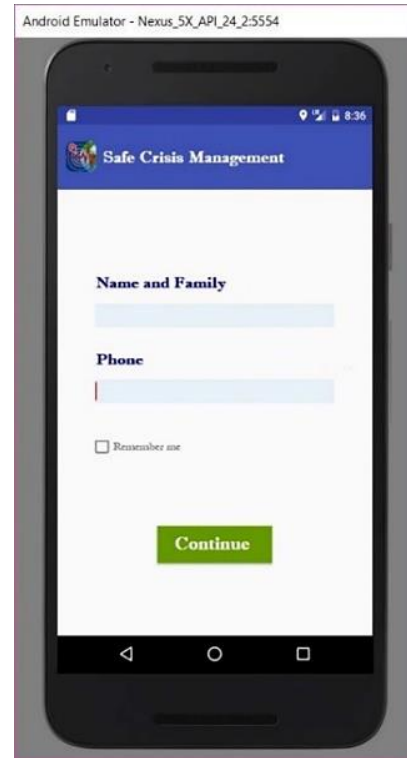 Android Emulator - Nexus_5X_API_24_2:5554
8:36
Safe Crisis Management
Name and Family
Phone
Remember me
Continue